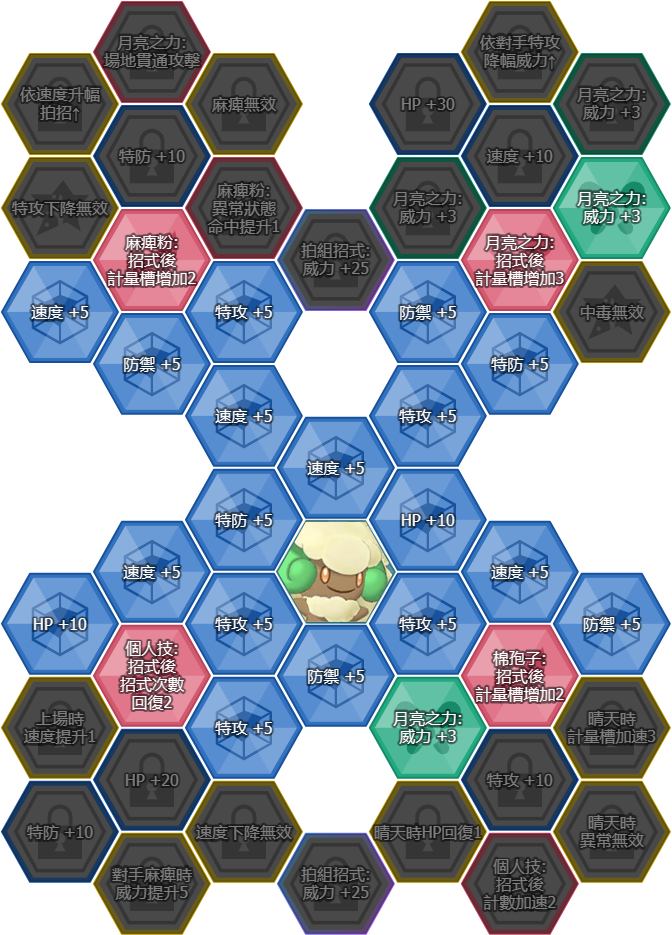 月亮之力:
場地貫通攻擊
依對手特攻
降幅威力↑
依速度升幅
拍招↑
麻痺無效
HP +30
月亮之力:
威力 +3
特防 +10
速度 +10
特攻下降無效
麻痺粉:
異常狀態
命中提升1
月亮之力:
威力 +3
月亮之力:
威力 +3
麻痺粉:
招式後
計量槽增加2
拍組招式:
威力 +25
月亮之力:
招式後
計量槽增加3
速度 +5
特攻 +5
防禦 +5
中毒無效
防禦 +5
特防 +5
速度 +5
特攻 +5
速度 +5
特防 +5
HP +10
速度 +5
速度 +5
HP +10
特攻 +5
特攻 +5
防禦 +5
個人技:
招式後
招式次數
回復2
防禦 +5
棉孢子:
招式後
計量槽增加2
上場時
速度提升1
特攻 +5
月亮之力:
威力 +3
晴天時
計量槽加速3
HP +20
特攻 +10
特防 +10
速度下降無效
晴天時HP回復1
晴天時
異常無效
對手麻痺時
威力提升5
拍組招式:
威力 +25
個人技:
招式後
計數加速2